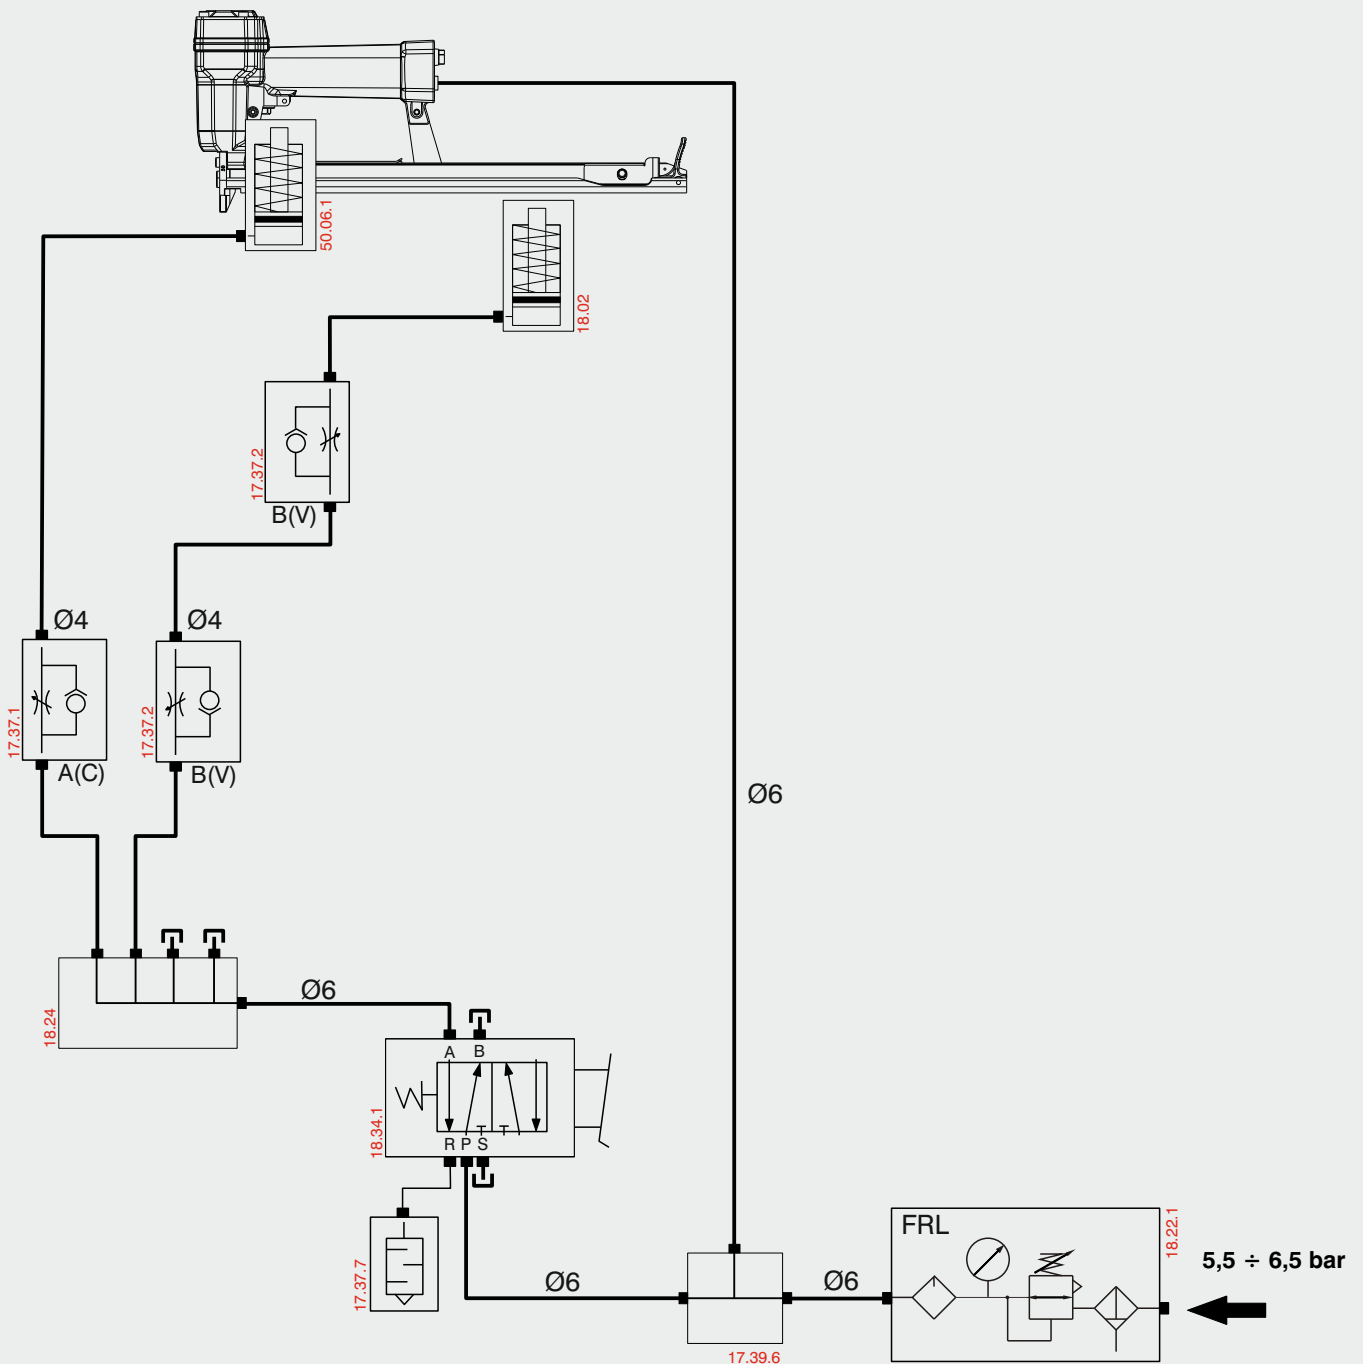 50.06.1
18.02
17.37.2
B(V)
Ø4
Ø4
17.37.1
17.37.2
A(C)
B(V)
Ø6
18.24
Ø6
A B
18.34.1
R P S
17.37.7
Ø6
Ø6
17.39.6
FRL
18.22.1
5,5 ÷ 6,5 bar